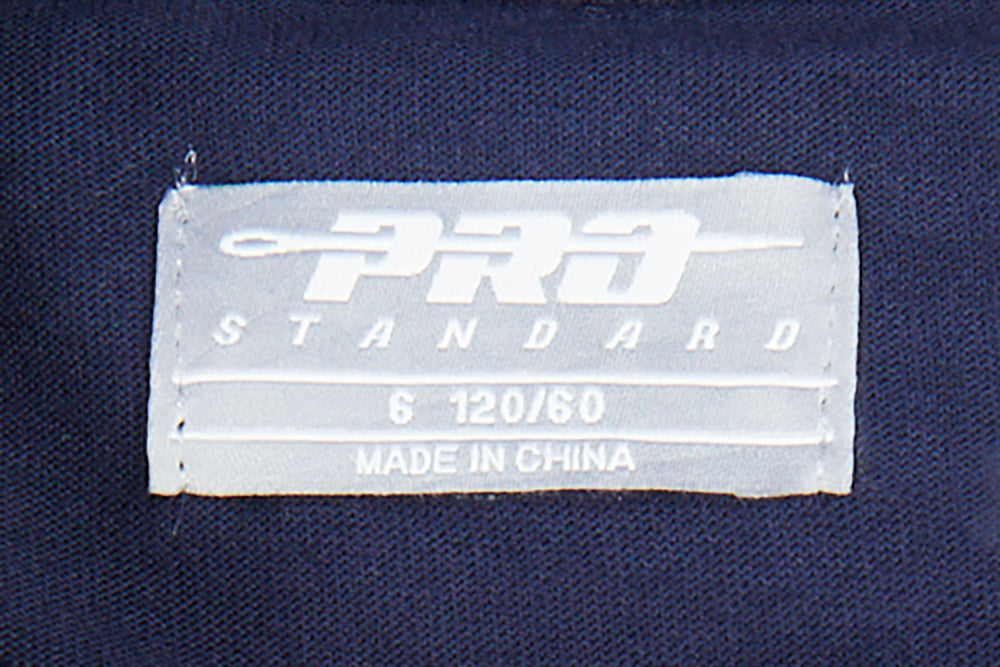 PRO
STANDARD
6 120/60
MADE IN CHINA